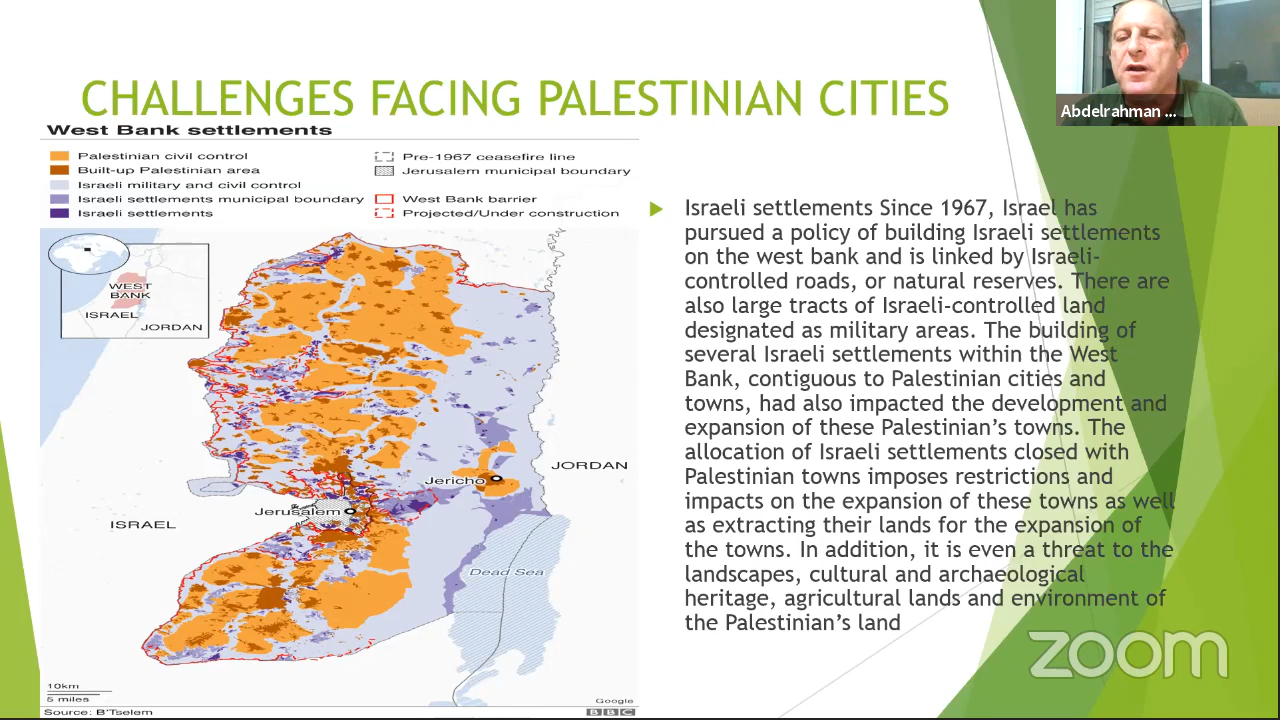 CHALLENGES FACING PALESTINIAN CITIES
Abdelrahman ...
West Bank settlements
Palestinian civil control
Built-up Palestinian area
Israeli military and civil control
Israeli settlements municipal boundary
Israeli settlements
Pre-1967 ceasefire line
Jerusalem municipal boundary
West Bank barrier
Projected/Under construction
WEST
BANK
ISRAEL
JORDAN
JORDAN
Jericho
Jerusalem
ISRAEL
Dead Sea
10km
5 miles
Google
Source: B'Tselem
BBC
Israeli settlements Since 1967, Israel has
pursued a policy of building Israeli settlements
on the west bank and is linked by Israeli-
controlled roads, or natural reserves. There are
also large tracts of Israeli-controlled land
designated as military areas. The building of
several Israeli settlements within the West
Bank, contiguous to Palestinian cities and
towns, had also impacted the development and
expansion of these Palestinian’s towns. The
allocation of Israeli settlements closed with
Palestinian towns imposes restrictions and
impacts on the expansion of these towns as well
as extracting their lands for the expansion of
the towns. In addition, it is even a threat to the
landscapes, cultural and archaeological
heritage, agricultural lands and environment of
the Palestinian’s land
zoom